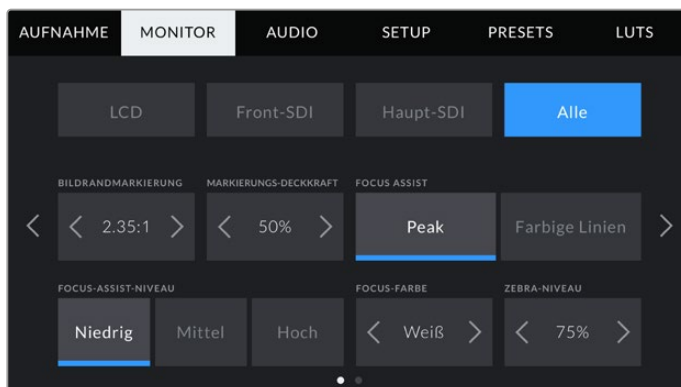 AUFNAHME MONITOR AUDIO SETUP PRESETS LUTS
LCD Front-SDI Haupt-SDI Alle
BILDRANDMARKIERUNG MARKIERUNGS-DECKKRAFT FOCUS ASSIST
2.35:1 50% Peak Farbige Linien
FOCUS-ASSIST-NIVEAU FOCUS-FARBE ZEBRA-NIVEAU
Niedrig Mittel Hoch Weiß 75%